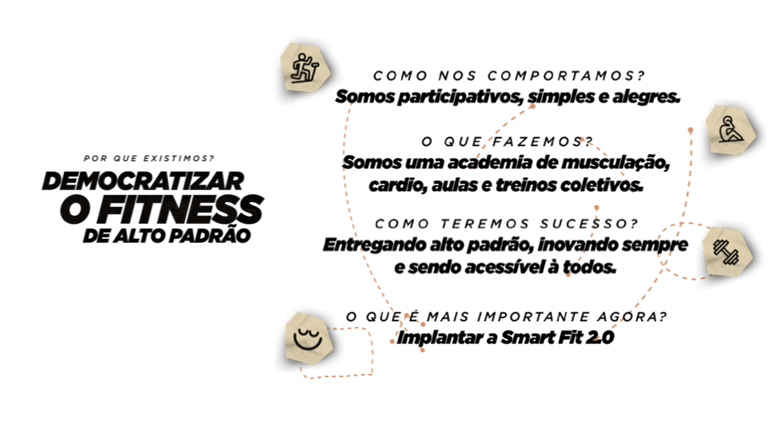 POR QUE EXISTIMOS?
DEMOCRATIZAR
O FITNESS
DE ALTO PADRÃO
COMO NOS COMPORTAMOS?
Somos participativos, simples e alegres.
O QUE FAZEMOS?
Somos uma academia de musculação,
cardio, aulas e treinos coletivos.
COMO TEREMOS SUCESSO?
Entregando alto padrão, inovando sempre
e sendo acessível à todos.
O QUE É MAIS IMPORTANTE AGORA?
Implantar a Smart Fit 2.0